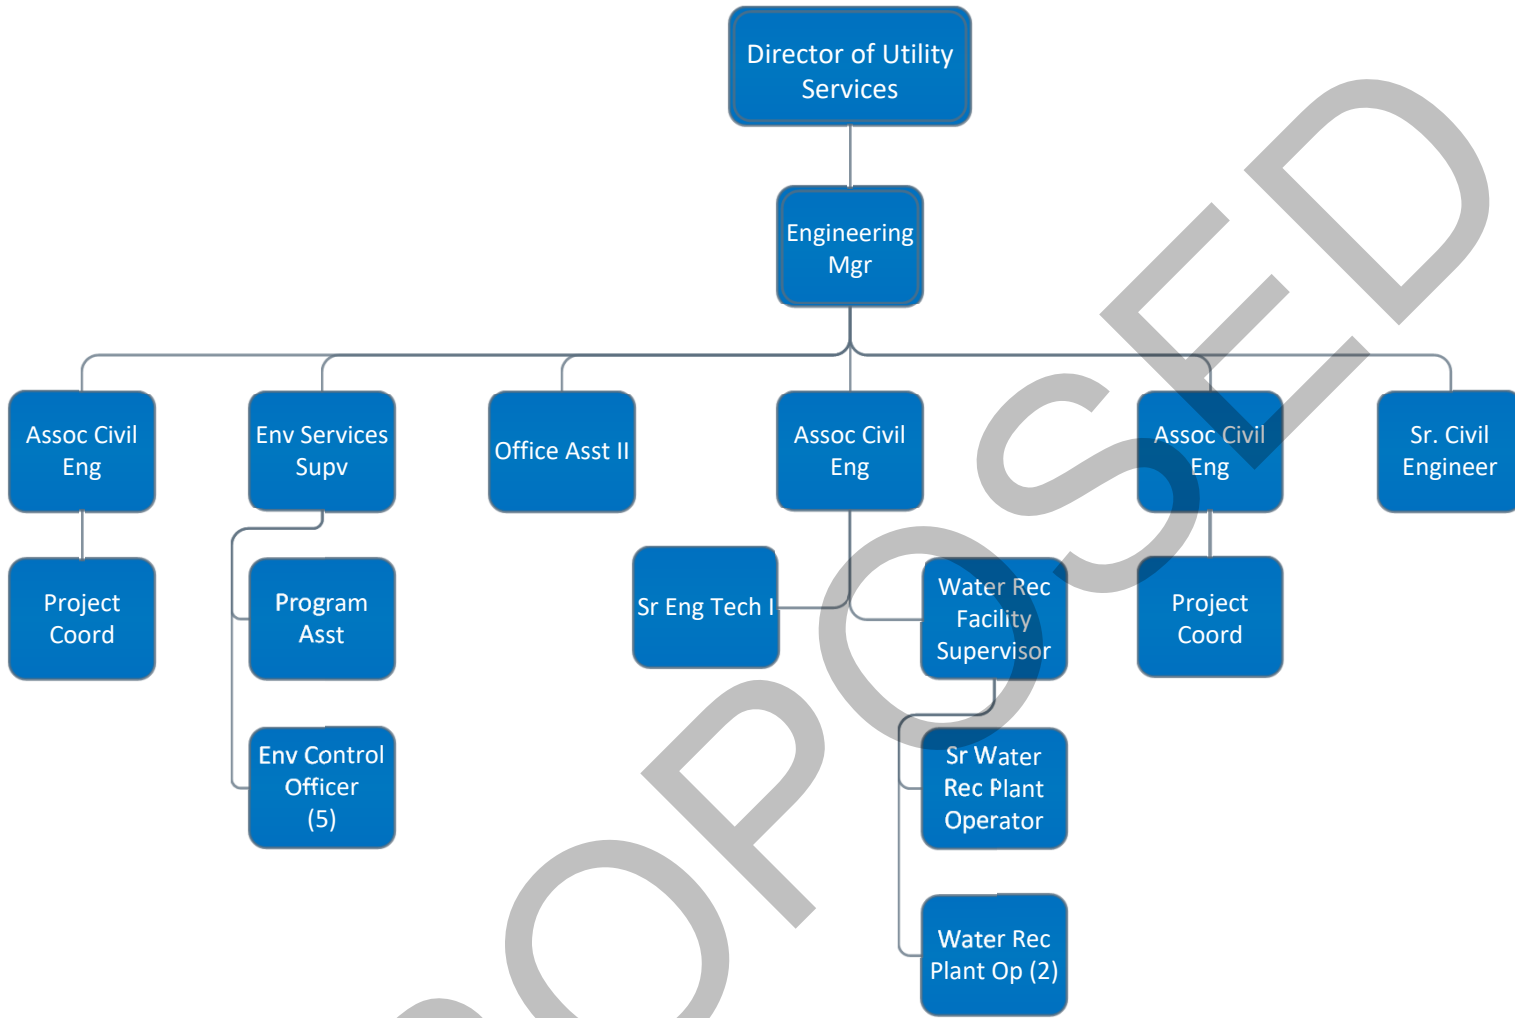 Director of Utility
Services
Engineering
Mgr
Assoc Civil
Eng
Env Services
Supv
Office Asst II
Assoc Civil
Eng
Assoc Civil
Eng
Sr. Civil
Engineer
Project
Coord
Program
Asst
Sr Eng Tech I
Water Rec
Facility
Supervisor
Project
Coord
Env Control
Officer
(5)
Sr Water
Rec Plant
Operator
Water Rec
Plant Op (2)
OPOSED